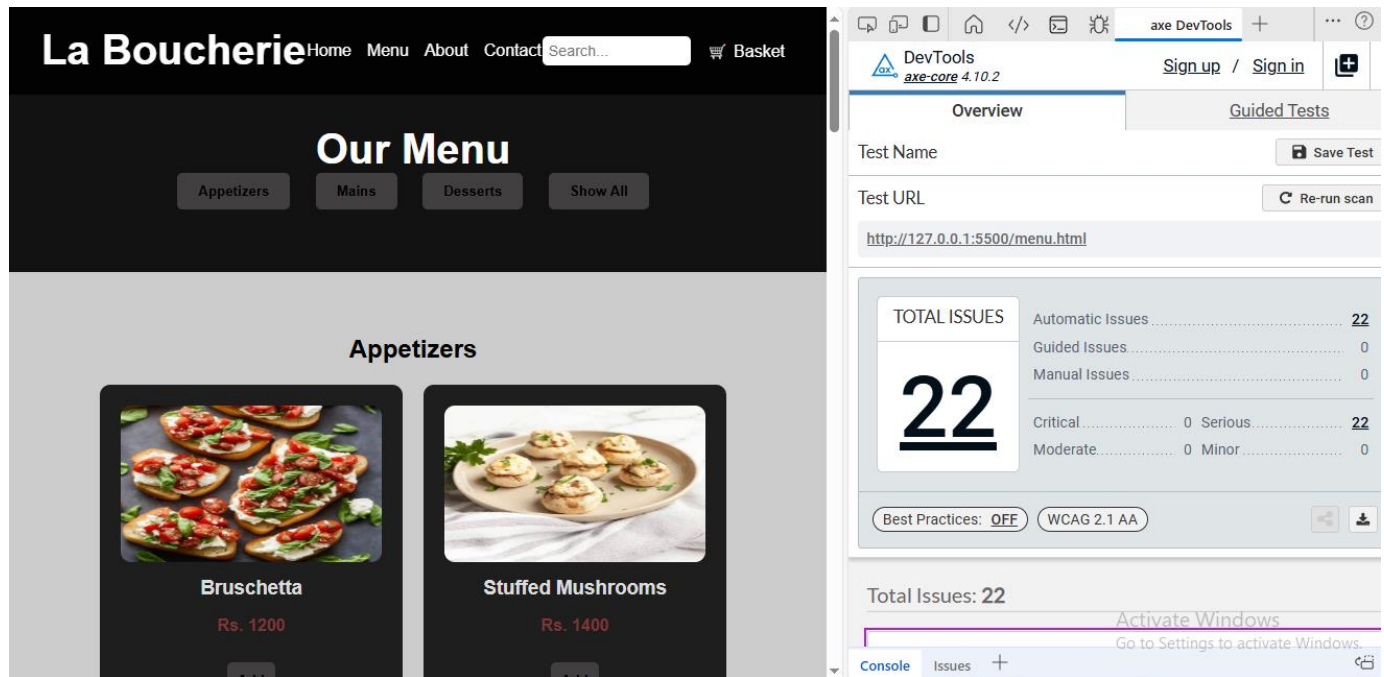 La Boucherie Home Menu About Contact Search... Basket
Our Menu
Appetizers Mains Desserts Show All
Appetizers
Bruschetta Stuffed Mushrooms
Rs. 1200 Rs. 1400
axe DevTools
DevTools
axe-core 4.10.2
Sign up / Sign in
Overview Guided Tests
Test Name Save Test
Test URL Re-run scan
http://127.0.0.1:5500/menu.html
TOTAL ISSUES
22
Automatic Issues 22
Guided Issues 0
Manual Issues 0
Critical 0 Serious 22
Moderate 0 Minor 0
Best Practices: OFF WCAG 2.1 AA
Total Issues: 22
Activate Windows
Go to Settings to activate Windows.
Console Issues